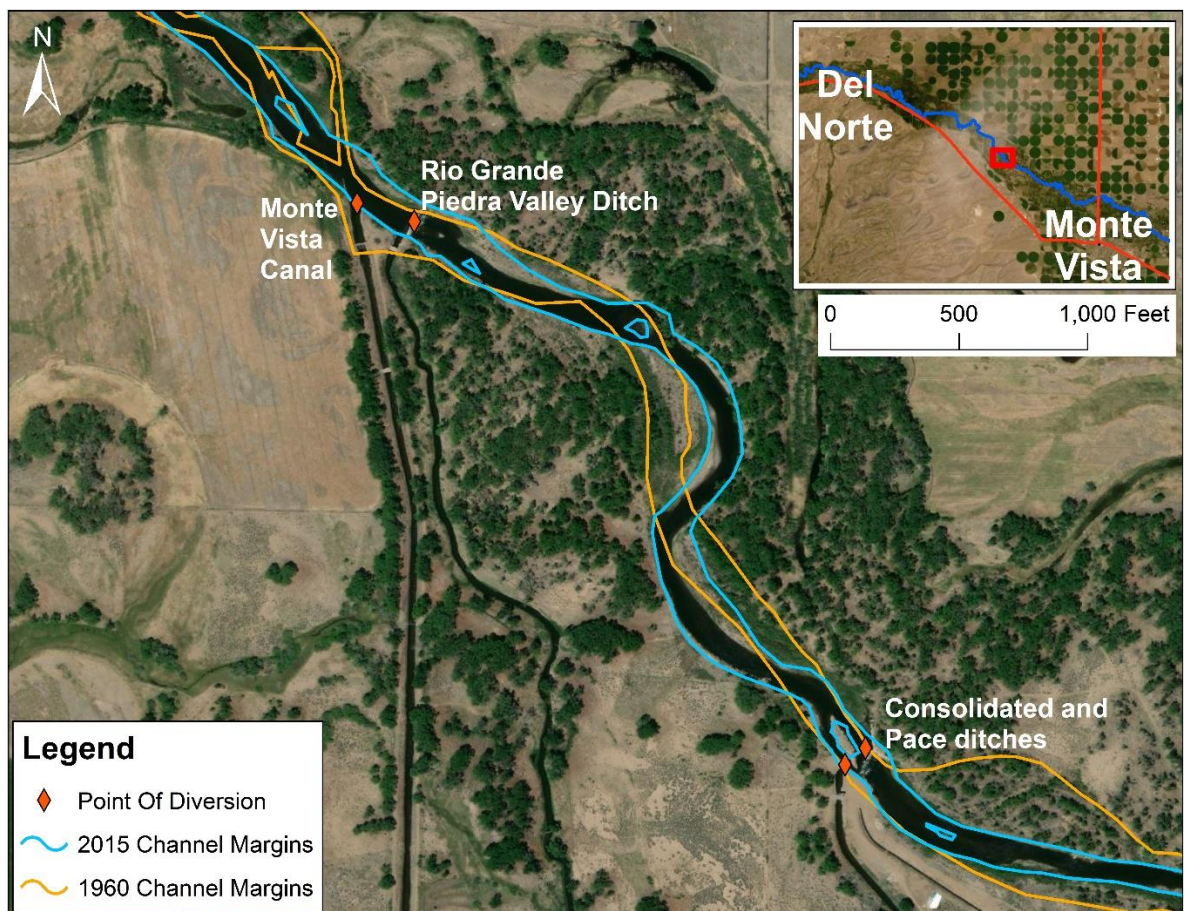 N
Del
Norte
Monte
Vista
0 500 1,000 Feet
Rio Grande
Piedra Valley Ditch
Monte
Vista
Canal
Consolidated and
Pace ditches
Legend
Point Of Diversion
2015 Channel Margins
1960 Channel Margins